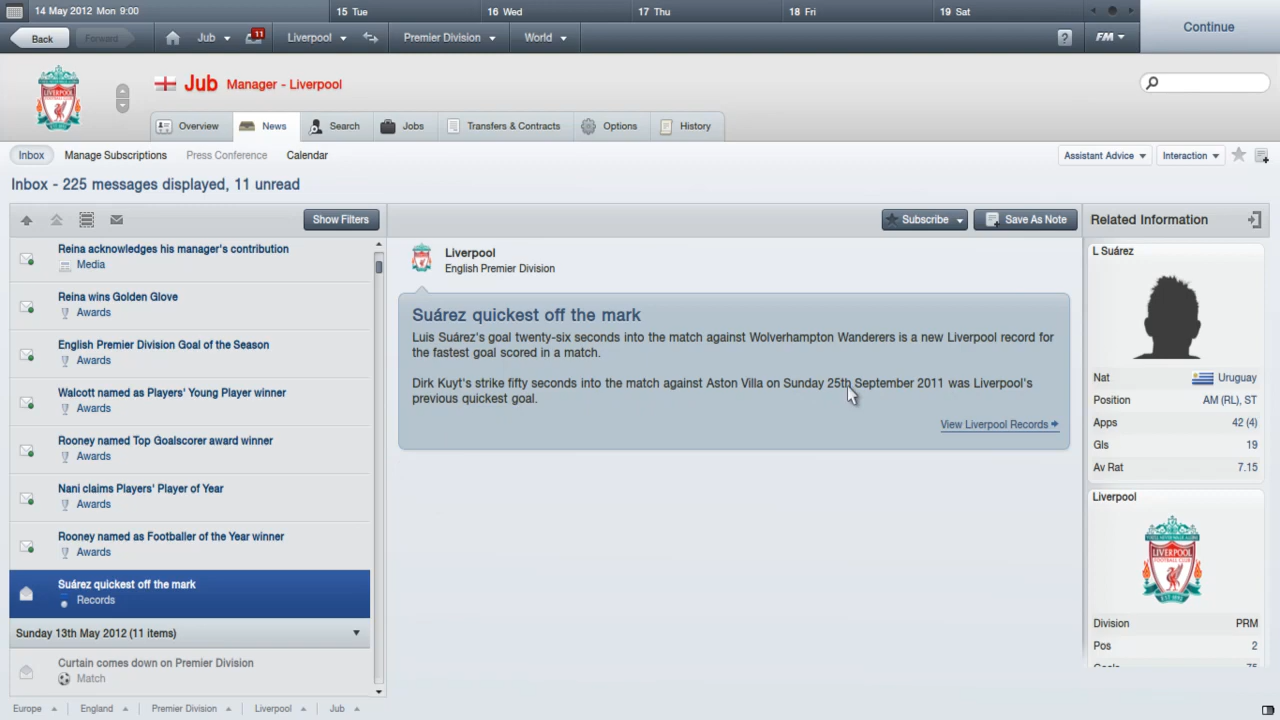 14 May 2012 Mon 9:00
15 Tue
16 Wed
17 Thu
18 Fri
19 Sat
Continue
Back
Forward
Jub
11
Liverpool
Premier Division
World
?
FM
LIVERPOOL
Jub Manager - Liverpool
Overview
News
Search
Jobs
Transfers & Contracts
Options
History
Inbox
Manage Subscriptions
Press Conference
Calendar
Assistant Advice
Interaction
Inbox - 225 messages displayed, 11 unread
Show Filters
Subscribe
Save As Note
Related Information
Reina acknowledges his manager's contribution
Media
Reina wins Golden Glove
Awards
English Premier Division Goal of the Season
Awards
Walcott named as Players' Young Player winner
Awards
Rooney named Top Goalscorer award winner
Awards
Nani claims Players' Player of Year
Awards
Rooney named as Footballer of the Year winner
Awards
Suárez quickest off the mark
Records
Sunday 13th May 2012 (11 items)
Curtain comes down on Premier Division
Match
Liverpool
English Premier Division
Suárez quickest off the mark
Luis Suárez's goal twenty-six seconds into the match against Wolverhampton Wanderers is a new Liverpool record for
the fastest goal scored in a match.
Dirk Kuyt's strike fifty seconds into the match against Aston Villa on Sunday 25th September 2011 was Liverpool's
previous quickest goal.
View Liverpool Records
L Suárez
Nat Uruguay
Position AM (RL), ST
Apps 42 (4)
Gls 19
Av Rat 7.15
Liverpool
LIVERPOOL
Division PRM
Pos 2
Europe
England
Premier Division
Liverpool
Jub